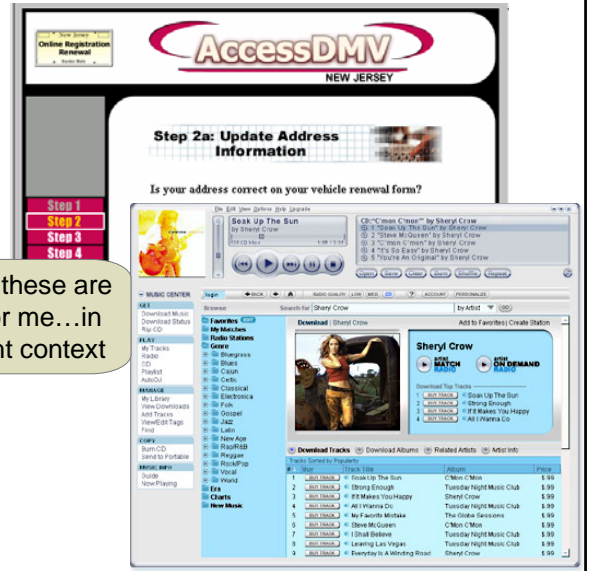 New Jersey
Online Registration
Renewal
AccessDMV
NEW JERSEY
Step 2a: Update Address
Information
Is your address correct on your vehicle renewal form?
Step 1
Step 2
Step 3
Step 4
these are
or me…in
nt context
File Edit View Options Help Upgrade
Soak Up The Sun
by Sheryl Crow
CD:"C'mon C'mon"" by Sheryl Crow
1 "Soak Up The Sun" by Sheryl Crow
2 "Steve McQueen" by Sheryl Crow
3 "C'mon C'mon" by Sheryl Crow
4 "It's So Easy" by Sheryl Crow
5 "You're An Original" by Sheryl Crow
Open Save Clear Burn Shuffle Repeat
MUSIC CENTER
login
BACK
RADIO QUALITY LOW MED CD
?
ACCOUNT
PERSONALIZE
GET
Download Music
Download Status
Rip CD
PLAY
My Tracks
Radio
CD
Playlist
AutoDJ
MANAGE
My Library
View Downloads
Add Tracks
View/Edit Tags
Find
COPY
Burn CD
Send to Portable
MUSIC INFO
Guide
Now Playing
Browse
Search for Sheryl Crow
by Artist
GO
Favorites EDIT
My Matches
Radio Stations
Genre
Bluegrass
Blues
Cajun
Celtic
Classical
Electronica
Folk
Gospel
Jazz
Latin
New Age
Rap/R&B
Reggae
Rock/Pop
Vocal
World
Era
Charts
New Music
Download | Sheryl Crow
Add to Favorites | Create Station
Sheryl Crow
artist MATCH RADIO
artist ON DEMAND RADIO
Download Top Tracks
1 BUY TRACK Soak Up The Sun
2 BUY TRACK Strong Enough
3 BUY TRACK If It Makes You Happy
4 BUY TRACK All I Wanna Do
Download Tracks Download Albums Related Artists Artist Info
Tracks Sorted by Popularity
# Buy Track Title Album Price
1 BUY TRACK Soak Up The Sun C'Mon C'Mon $.99
2 BUY TRACK Strong Enough Tuesday Night Music Club $.99
3 BUY TRACK If It Makes You Happy Sheryl Crow $.99
4 BUY TRACK All I Wanna Do Tuesday Night Music Club $.99
5 BUY TRACK My Favorite Mistake The Globe Sessions $.99
6 BUY TRACK Steve McQueen C'Mon C'Mon $.99
7 BUY TRACK I Shall Believe Tuesday Night Music Club $.99
8 BUY TRACK Leaving Las Vegas Tuesday Night Music Club $.99
9 BUY TRACK Everyday Is A Winding Road Sheryl Crow $.99